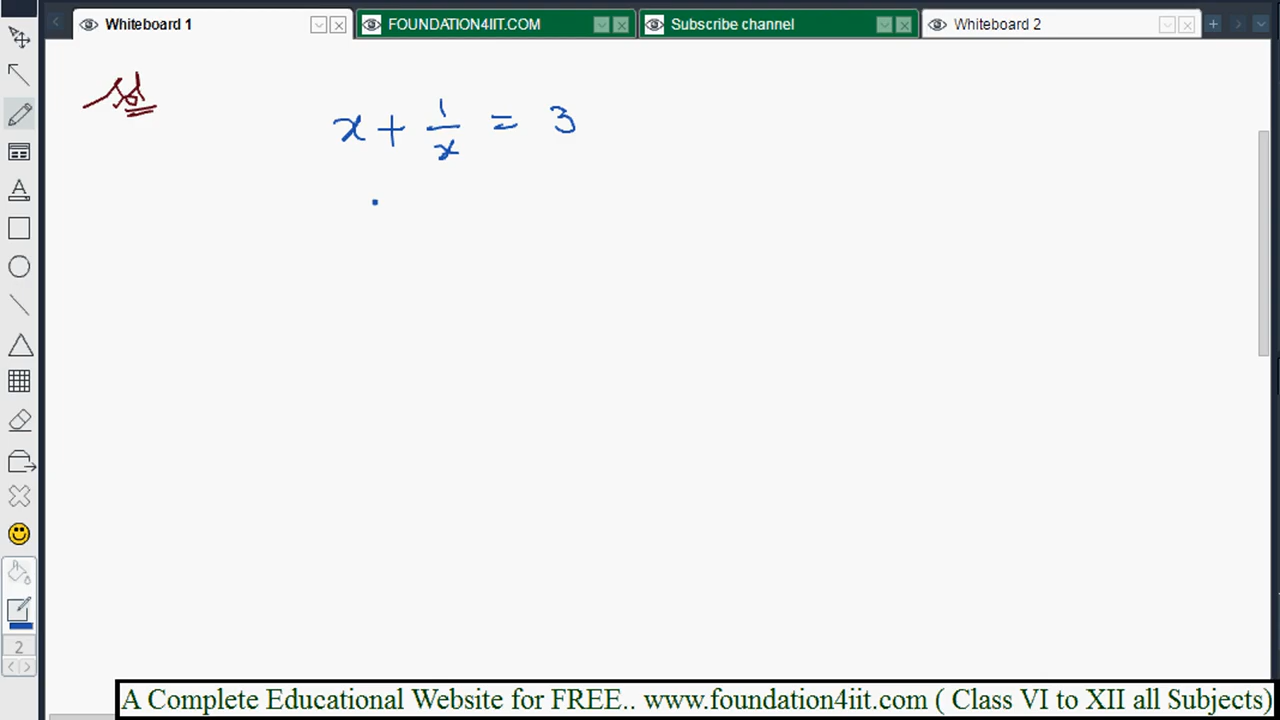 Whiteboard 1
FOUNDATION4IIT.COM
Subscribe channel
Whiteboard 2
Sol
x + 1/x = 3
A
2
A Complete Educational Website for FREE.. www.foundation4iit.com ( Class VI to XII all Subjects)